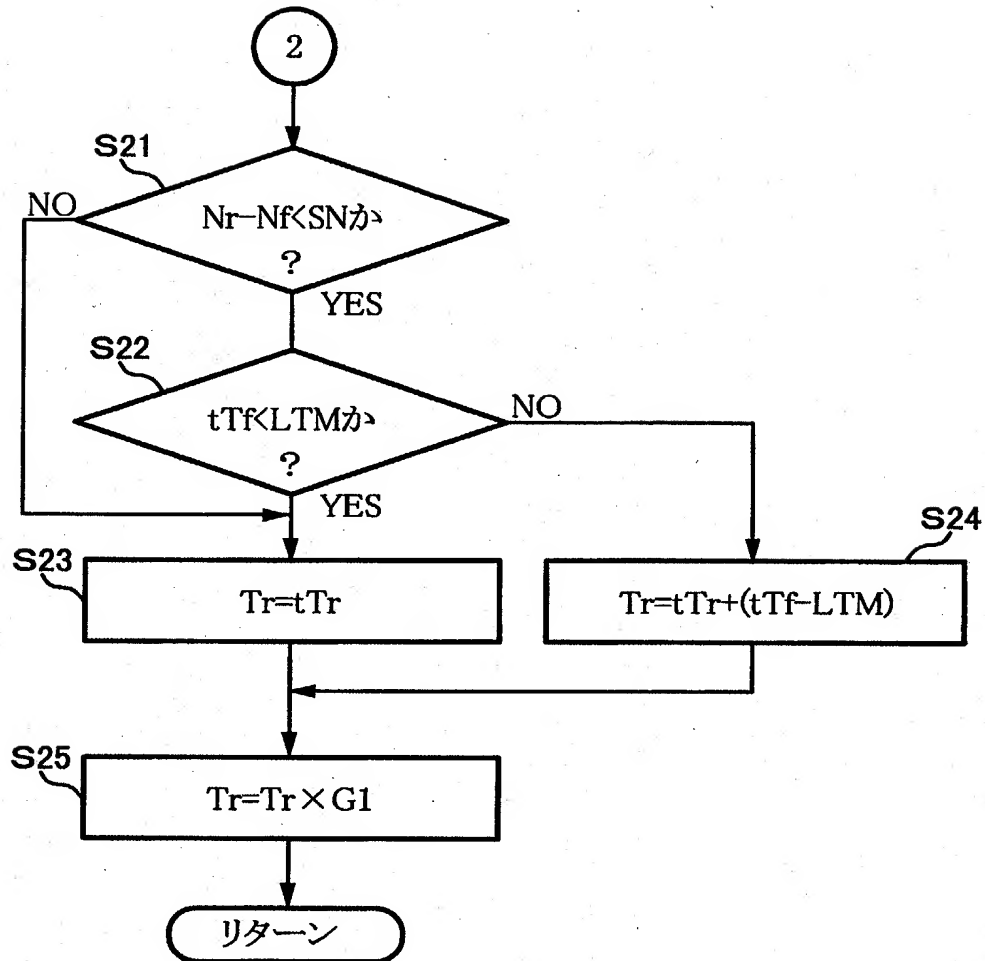 2
S21
NO
Nr-Nf<SNか
?
YES
S22
tTf<LTMか
?
NO
YES
S23
Tr=tTr
S24
Tr=tTr+(tTf-LTM)
S25
Tr=Tr×G1
リターン